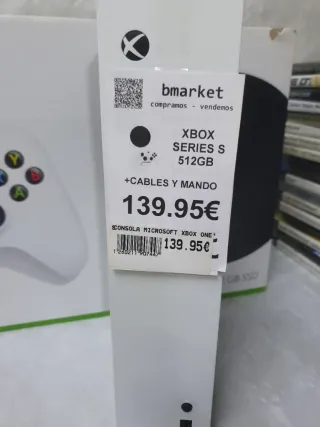 bmarket
compramos - vendemos
XBOX
SERIES S
512GB
+CABLES Y MANDO
139.95€
CONSOLA MICROSOFT XBOX ONE
139.95€
Y
X
B
A